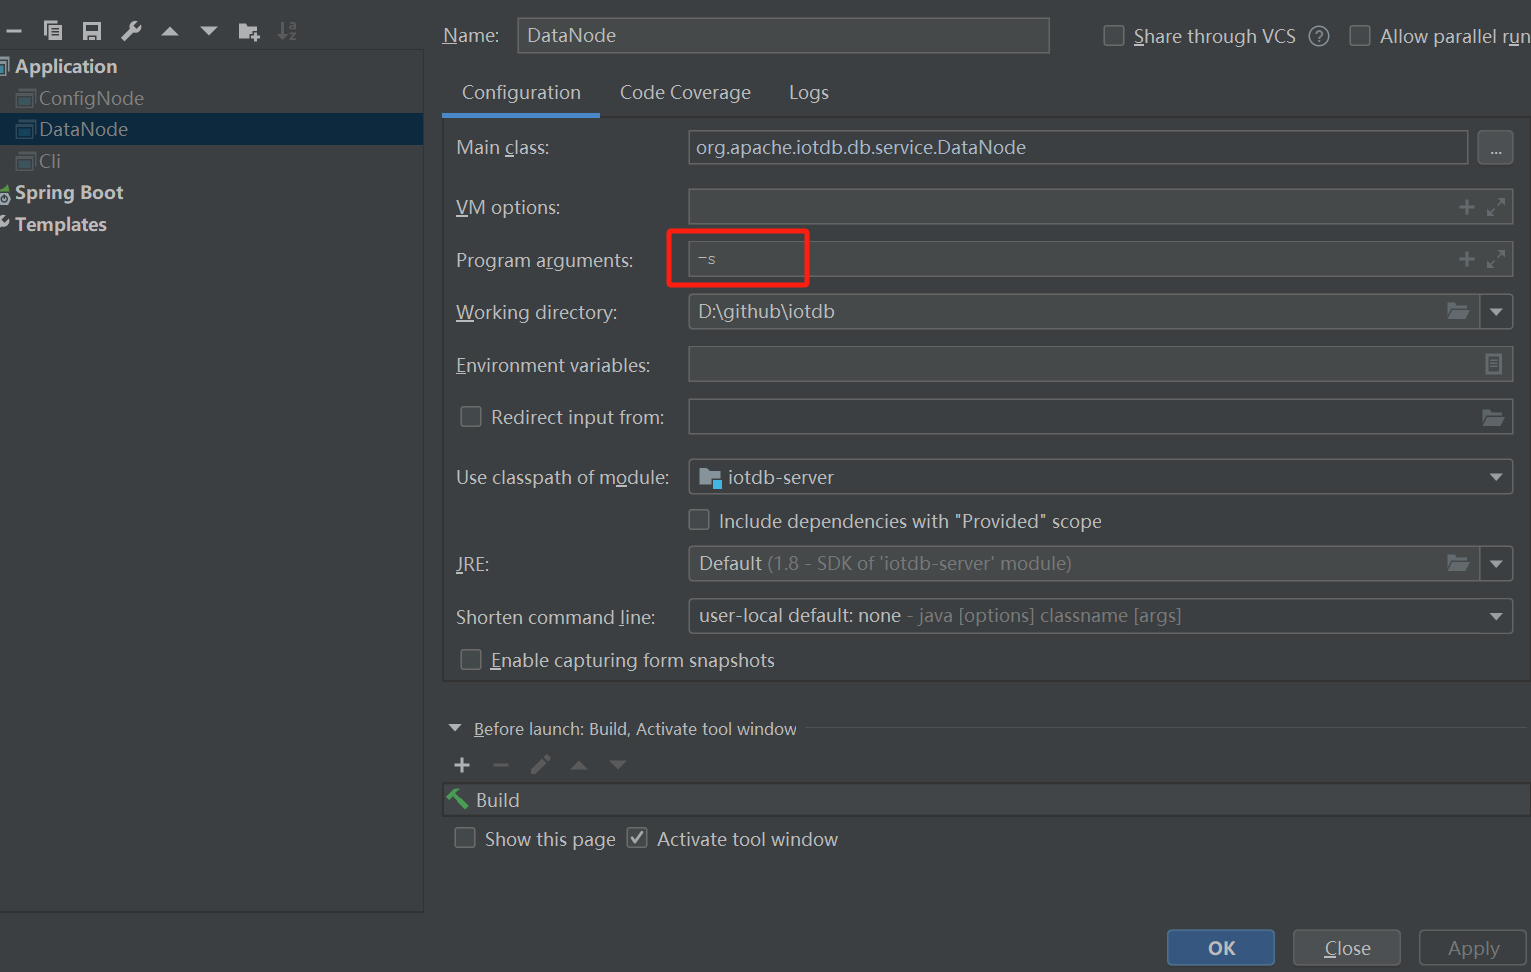 Name: DataNode Share through VCS ? Allow parallel run
Application
ConfigNode
DataNode
Cli
Spring Boot
Templates
Configuration Code Coverage Logs
Main class: org.apache.iotdb.db.service.DataNode ...
VM options:
Program arguments: -s
Working directory: D:\github\iotdb
Environment variables:
Redirect input from:
Use classpath of module: iotdb-server
Include dependencies with "Provided" scope
JRE: Default (1.8 - SDK of 'iotdb-server' module)
Shorten command line: user-local default: none - java [options] classname [args]
Enable capturing form snapshots
Before launch: Build, Activate tool window
Build
Show this page Activate tool window
OK Close Apply